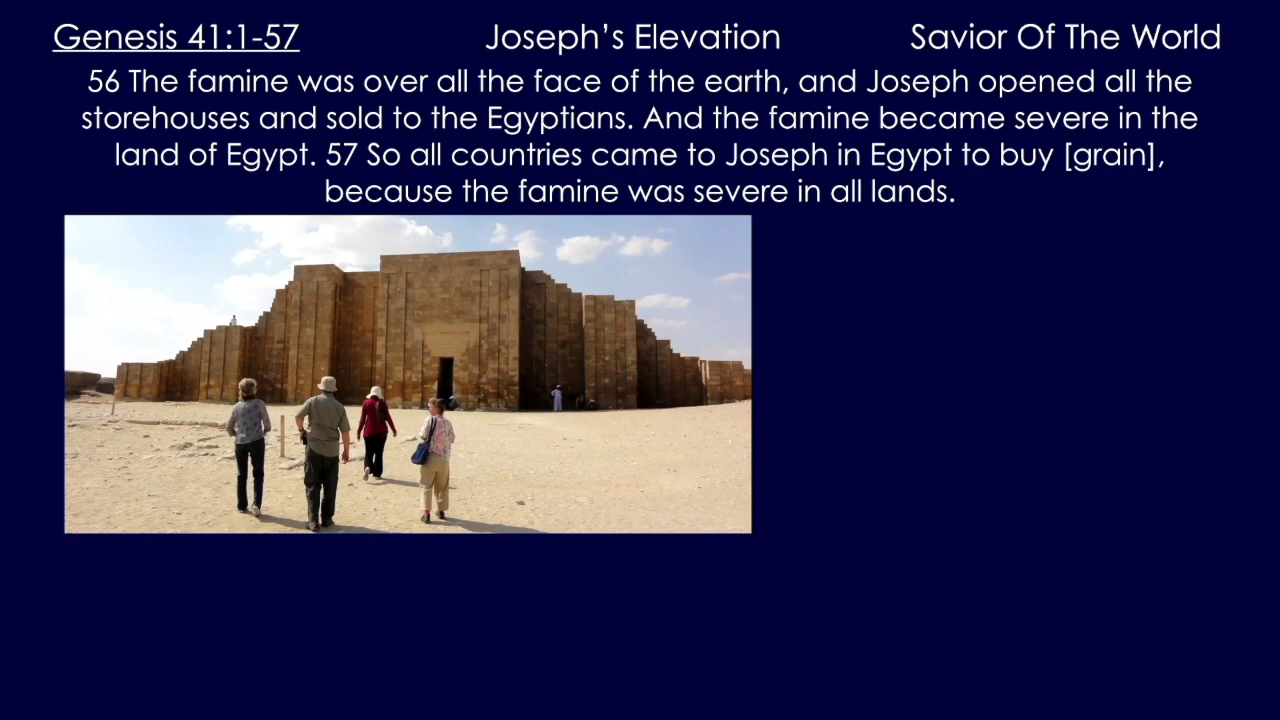 Genesis 41:1-57 Joseph’s Elevation Savior Of The World
56 The famine was over all the face of the earth, and Joseph opened all the
storehouses and sold to the Egyptians. And the famine became severe in the
land of Egypt. 57 So all countries came to Joseph in Egypt to buy [grain],
because the famine was severe in all lands.